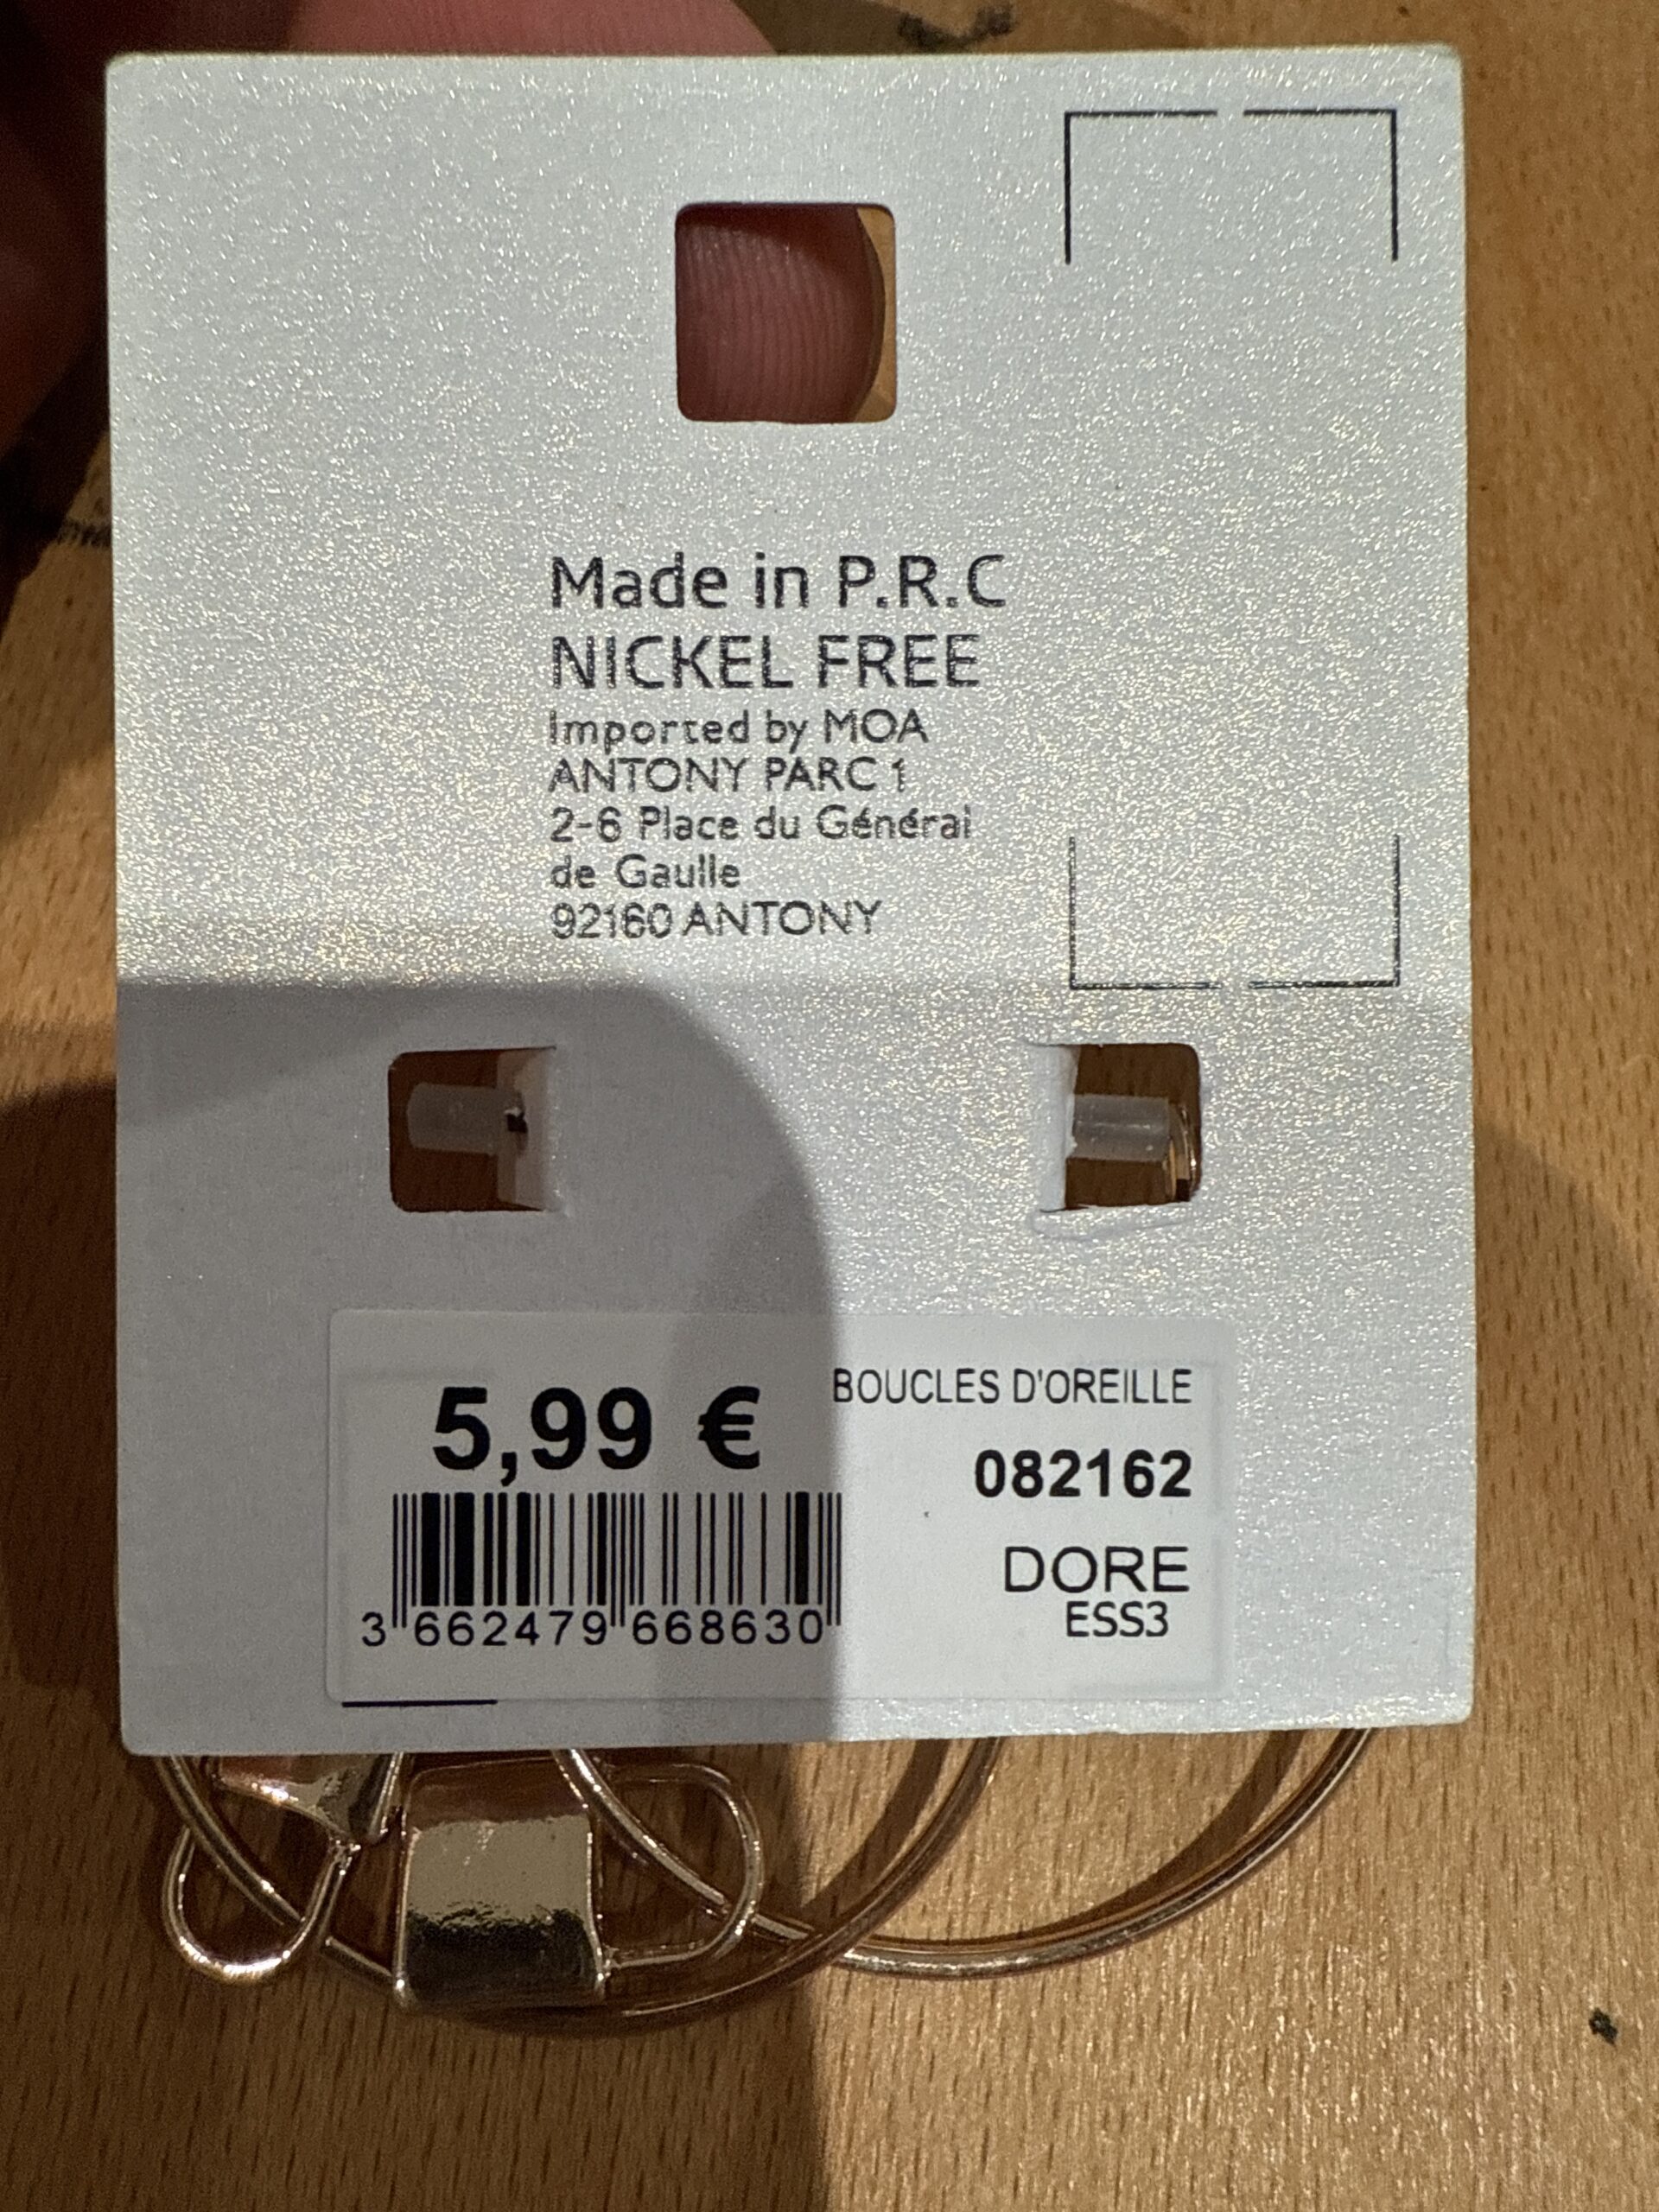 Made in P.R.C
NICKEL FREE
Imported by MOA
ANTONY PARC 1
2-6 Place du Général
de Gaulle
92160 ANTONY
5,99 €
BOUCLES D'OREILLE
082162
DORE
ESS3
3 662479 668630